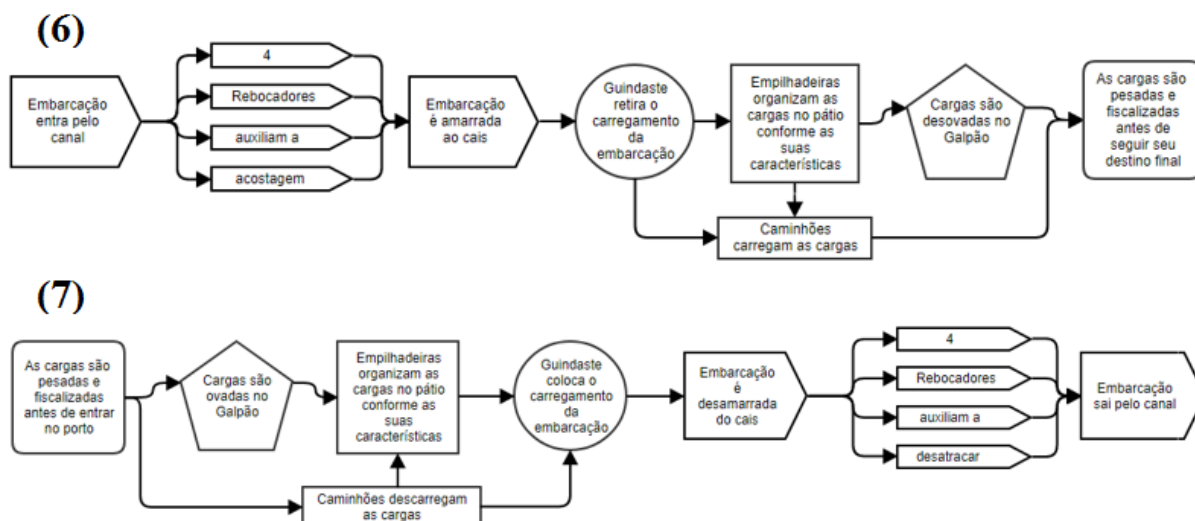 (6)
Embarcação
entra pelo
canal
4
Rebocadores
auxiliam a
acostagem
Embarcação
é amarrada
ao cais
Guindaste
retira o
carregamento
da
embarcação
Empilhadeiras
organizam as
cargas no pátio
conforme as
suas
características
Cargas são
desovadas no
Galpão
Caminhões
carregam as cargas
As cargas são
pesadas e
fiscalizadas
antes de
seguir seu
destino final
(7)
As cargas são
pesadas e
fiscalizadas
antes de entrar
no porto
Cargas são
ovadas no
Galpão
Empilhadeiras
organizam as
cargas no pátio
conforme as
suas
características
Caminhões descarregam
as cargas
Guindaste
coloca o
carregamento
da
embarcação
Embarcação
é
desamarrada
do cais
4
Rebocadores
auxiliam a
desatracar
Embarcação
sai pelo canal